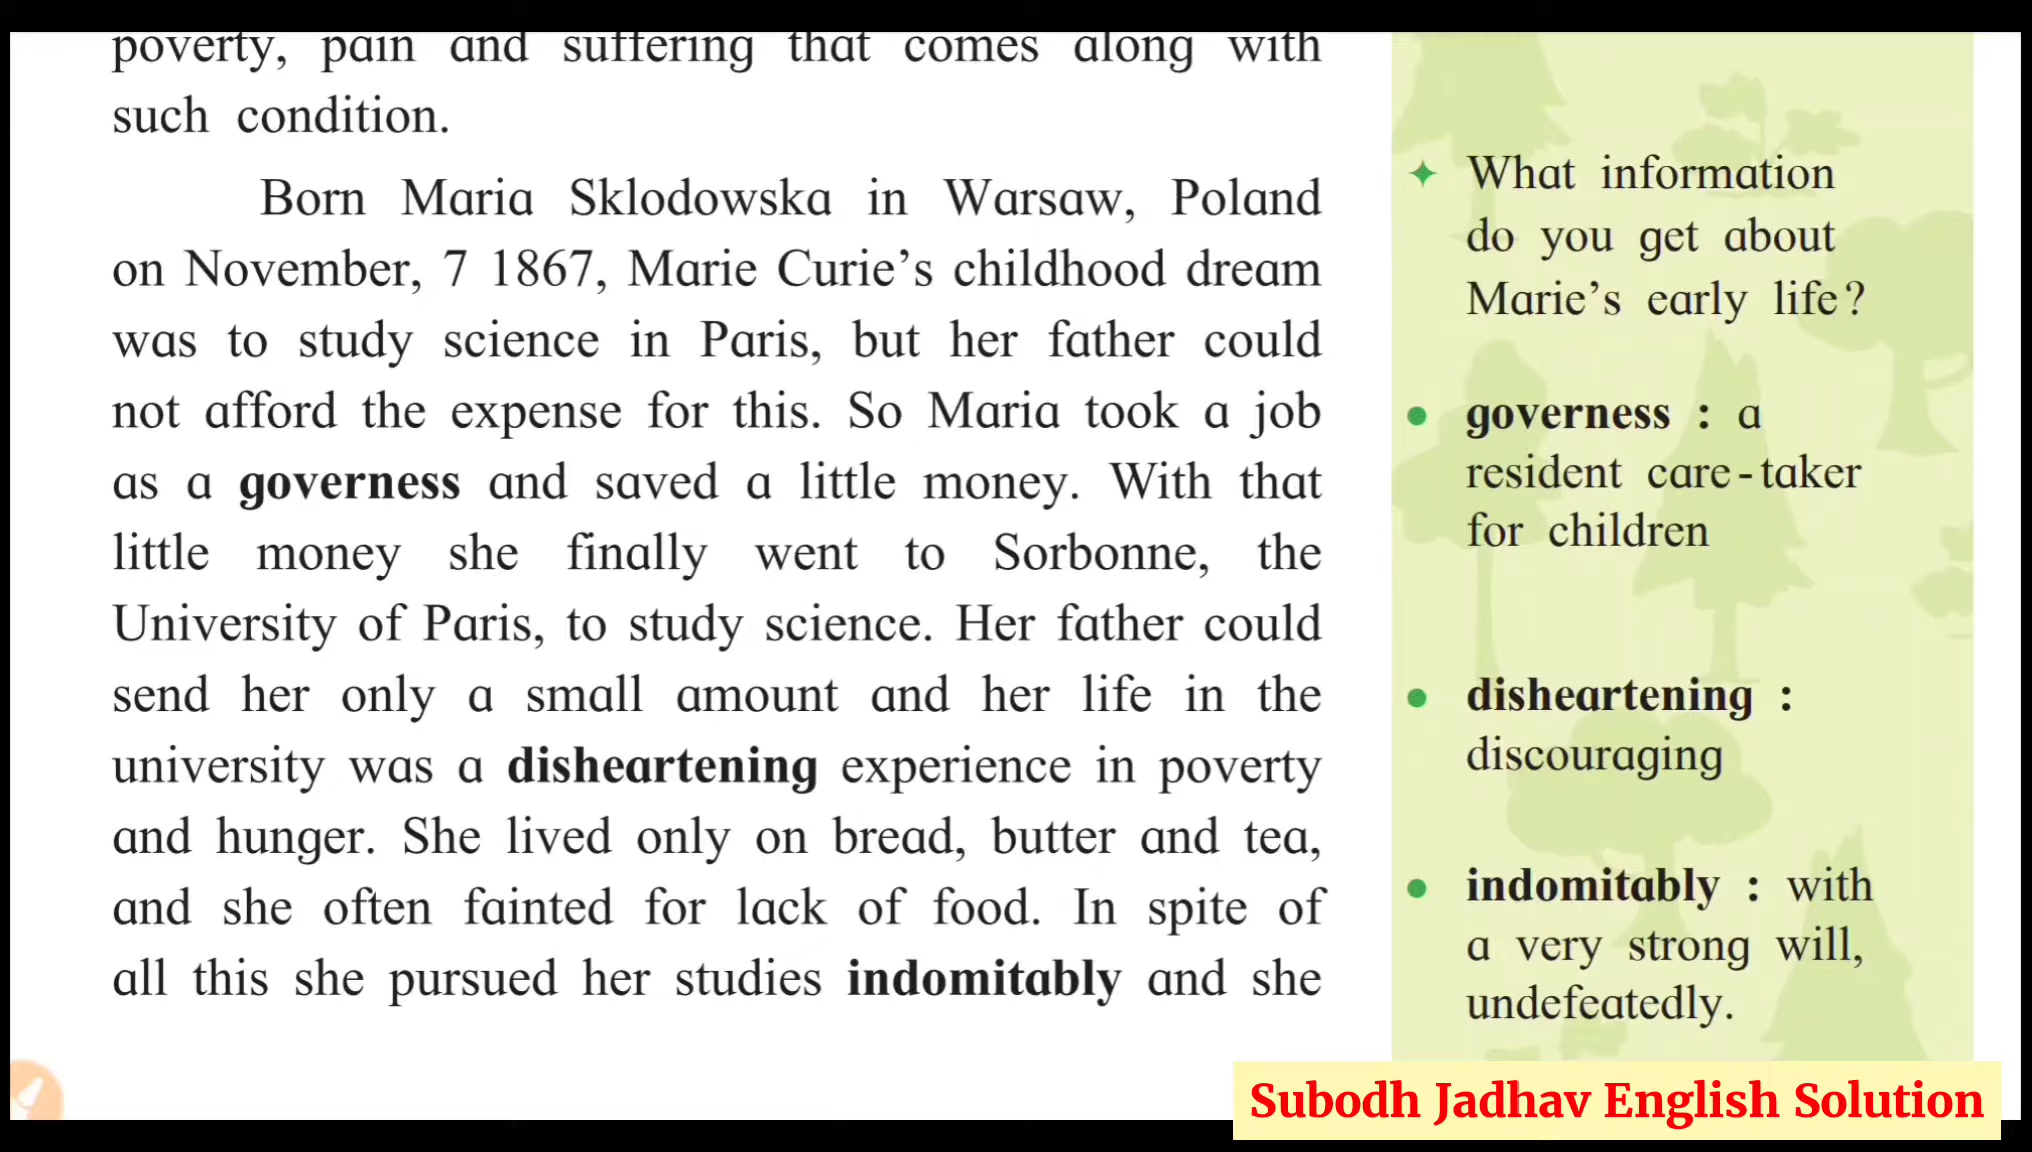 poverty, pain and suffering that comes along with
such condition.
Born Maria Sklodowska in Warsaw, Poland
on November, 7 1867, Marie Curie's childhood dream
was to study science in Paris, but her father could
not afford the expense for this. So Maria took a job
as a governess and saved a little money. With that
little money she finally went to Sorbonne, the
University of Paris, to study science. Her father could
send her only a small amount and her life in the
university was a disheartening experience in poverty
and hunger. She lived only on bread, butter and tea,
and she often fainted for lack of food. In spite of
all this she pursued her studies indomitably and she
What information
do you get about
Marie's early life?
governess : a
resident care-taker
for children
disheartening :
discouraging
indomitably : with
a very strong will,
undefeatedly.
Subodh Jadhav English Solution